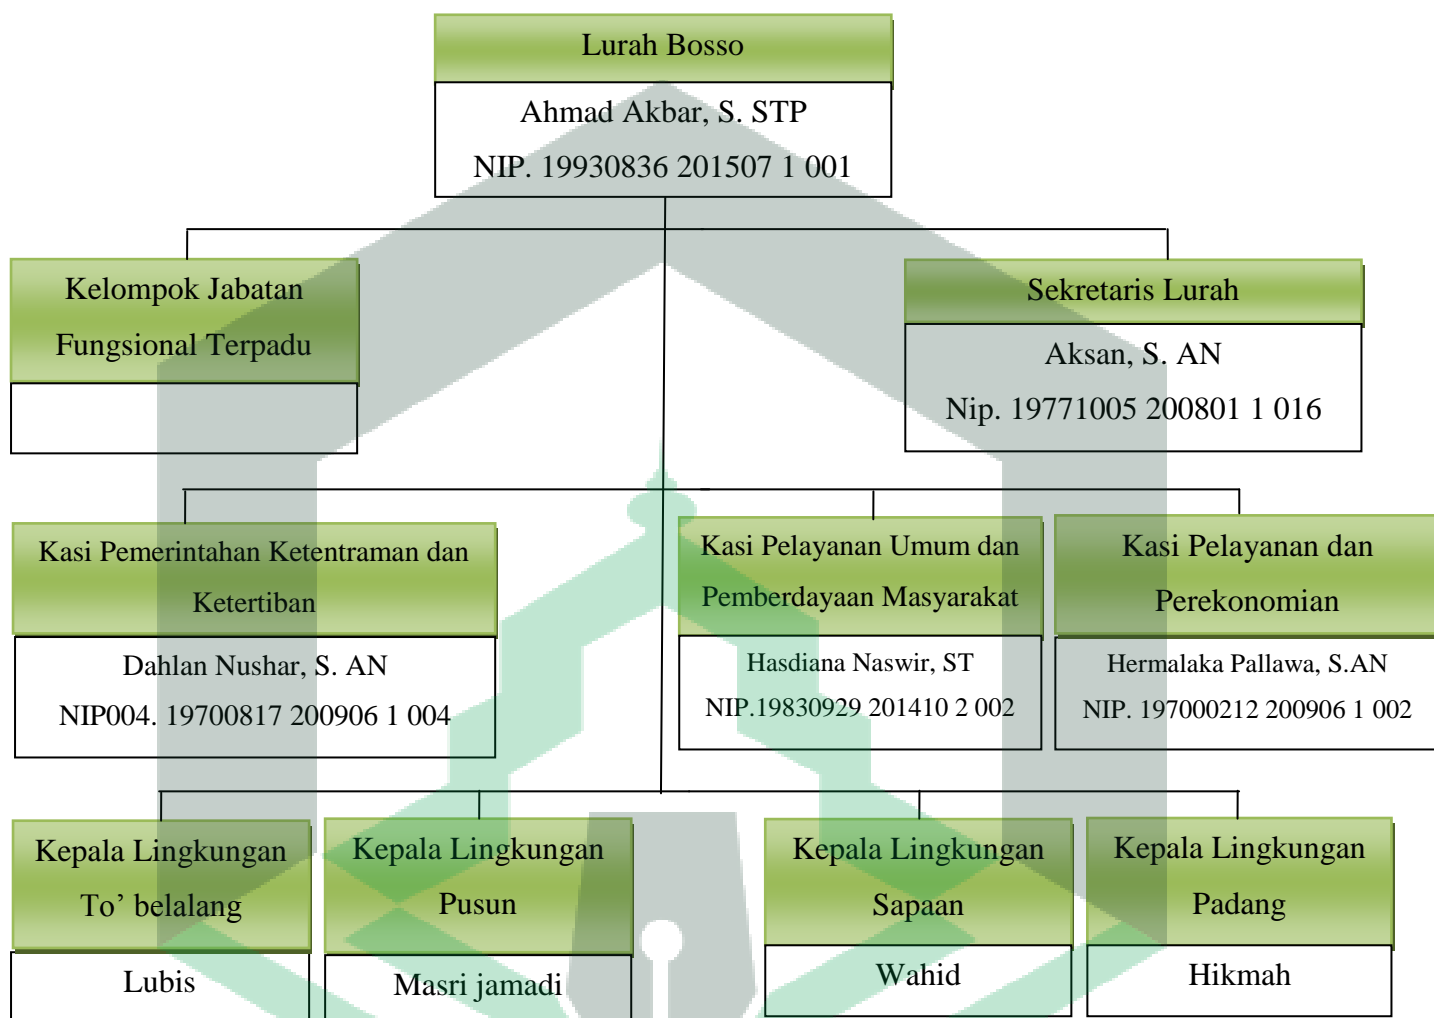 Lurah Bosso
Ahmad Akbar, S. STP
NIP. 19930836 201507 1 001
Kelompok Jabatan
Fungsional Terpadu
Sekretaris Lurah
Aksan, S. AN
Nip. 19771005 200801 1 016
Kasi Pemerintahan Ketentraman dan
Ketertiban
Dahlan Nushar, S. AN
NIP004. 19700817 200906 1 004
Kasi Pelayanan Umum dan
Pemberdayaan Masyarakat
Hasdiana Naswir, ST
NIP.19830929 201410 2 002
Kasi Pelayanan dan
Perekonomian
Hermalaka Pallawa, S.AN
NIP. 197000212 200906 1 002
Kepala Lingkungan
To’ belalang
Lubis
Kepala Lingkungan
Pusun
Masri jamadi
Kepala Lingkungan
Sapaan
Wahid
Kepala Lingkungan
Padang
Hikmah